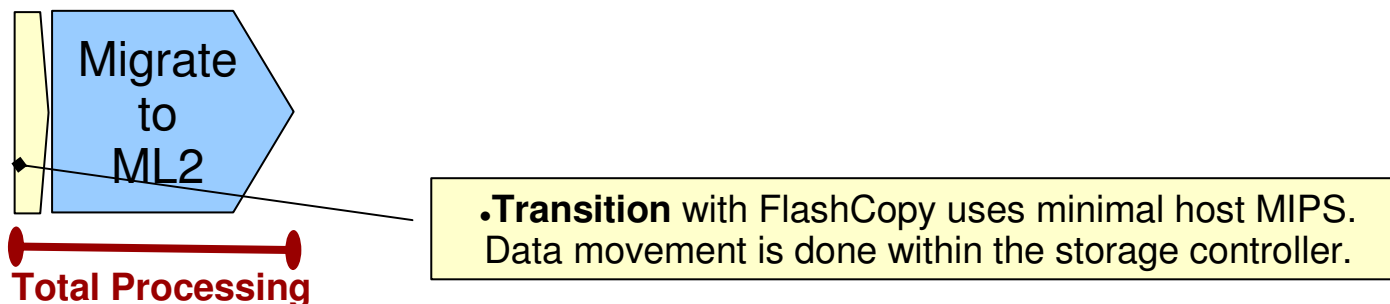 Migrate
to
ML2
•Transition with FlashCopy uses minimal host MIPS.
Data movement is done within the storage controller.
Total Processing